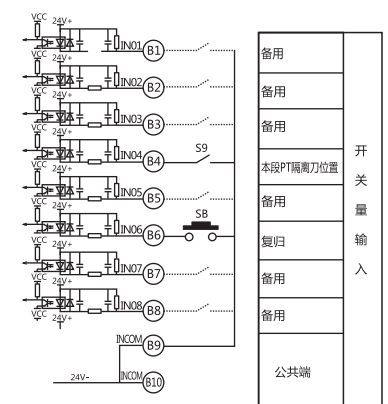 VCC 24V+
IN01 B1 备用
VCC 24V+
IN02 B2 备用
VCC 24V+
IN03 B3 备用
VCC 24V+
IN04 B4 S9 本段PT隔离刀位置
VCC 24V+
IN05 B5 备用
VCC 24V+
IN06 B6 SB 复归
VCC 24V+
IN07 B7 备用
VCC 24V+
IN08 B8 备用
VCC 24V+
INCOM B9
24V- INCOM B10 公共端
开关量输入